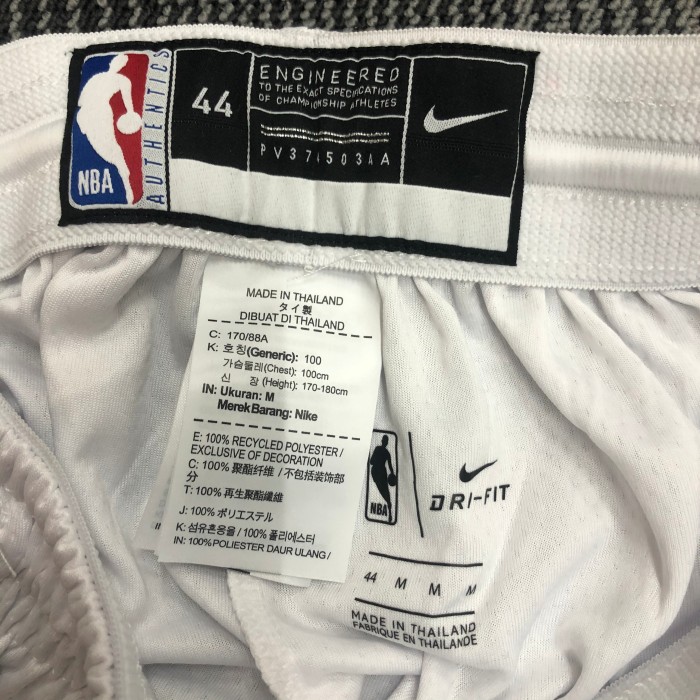 NBA
AUTHENTICS
44
ENGINEERED
TO THE EXACT SPECIFICATIONS
OF CHAMPIONSHIP ATHLETES
PV3715034A
MADE IN THAILAND
タイ製
DIBUAT DI THAILAND
C: 170/88A
K: 호칭(Generic): 100
가슴둘레(Chest): 100cm
신 장 (Height): 170-180cm
IN: Ukuran: M
Merek Barang: Nike
E: 100% RECYCLED POLYESTER /
EXCLUSIVE OF DECORATION
C: 100% 聚酯纤维 / 不包括装饰部
分
T: 100% 再生聚酯纖維
J: 100% ポリエステル
K: 섬유혼용율 / 100% 폴리에스터
IN: 100% POLIESTER DAUR ULANG /
NBA
DRI-FIT
44 M M M
MADE IN THAILAND
FABRIQUE EN THAILANDE